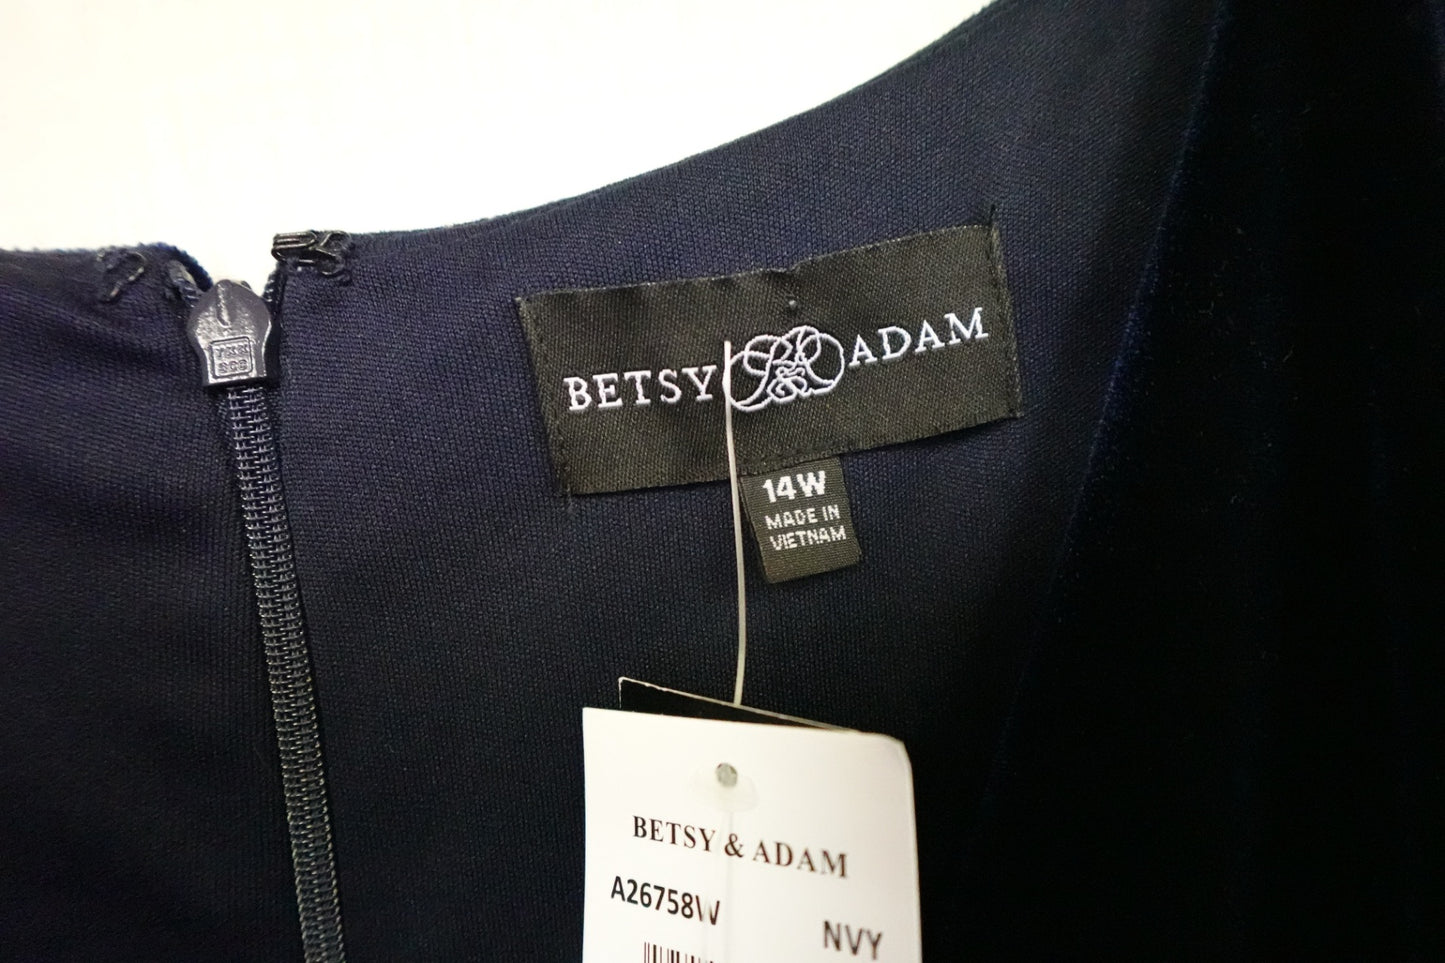 BETSY & ADAM
14W
MADE IN
VIETNAM
BETSY & ADAM
A26758W
NVY